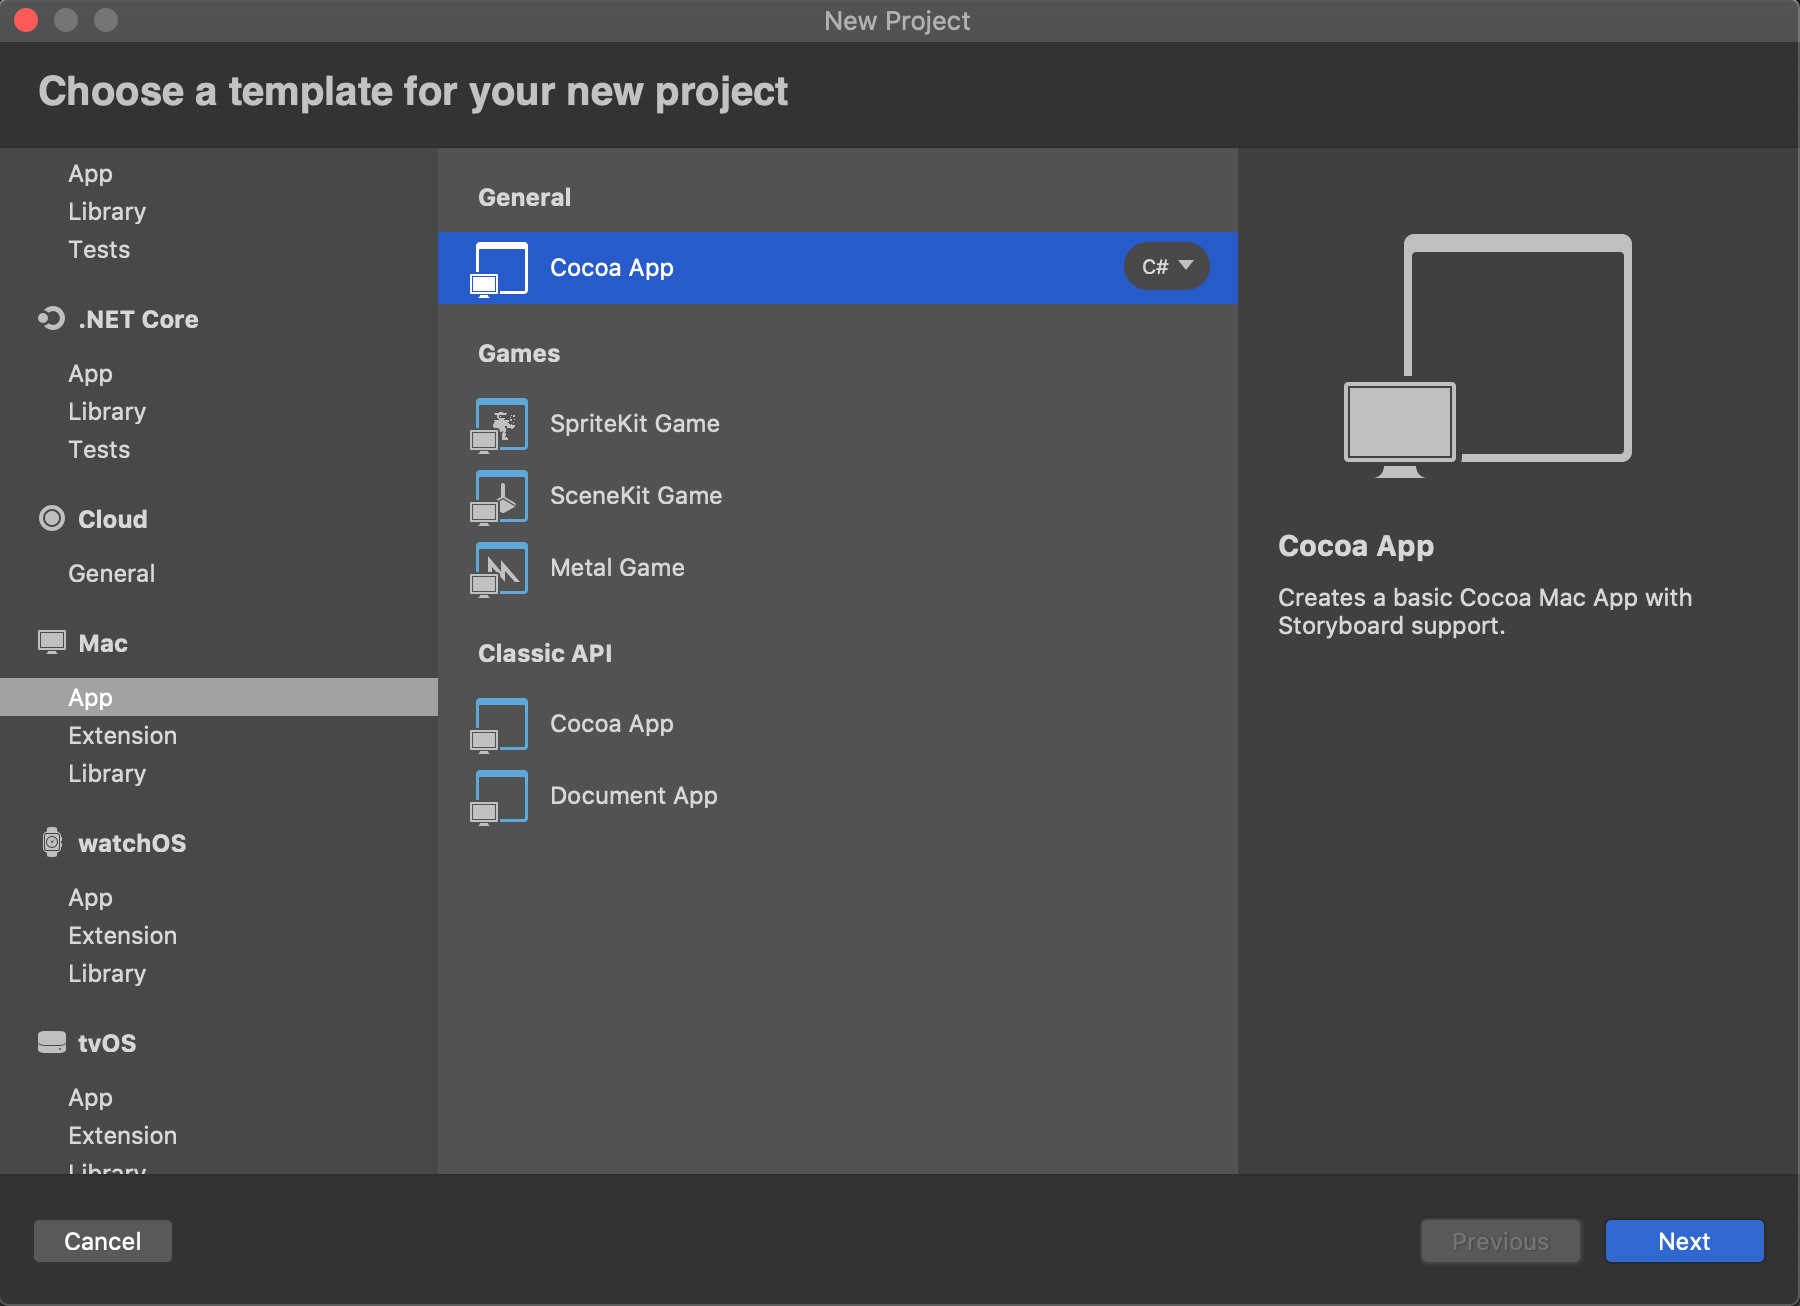 New Project
Choose a template for your new project
App
Library
Tests
.NET Core
App
Library
Tests
Cloud
General
Mac
App
Extension
Library
watchOS
App
Extension
Library
tvOS
App
Extension
Library
General
Cocoa App
C#
Games
SpriteKit Game
SceneKit Game
Metal Game
Classic API
Cocoa App
Document App
Cocoa App
Creates a basic Cocoa Mac App with
Storyboard support.
Cancel
Previous
Next